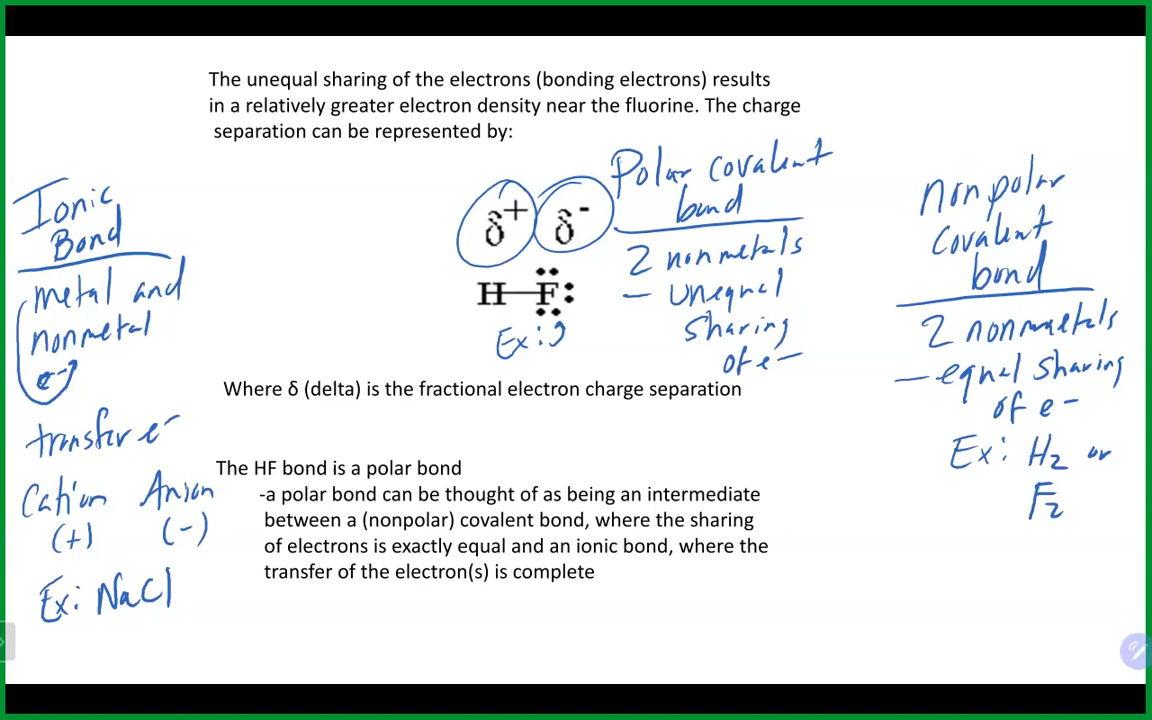 The unequal sharing of the electrons (bonding electrons) results
in a relatively greater electron density near the fluorine. The charge
separation can be represented by:
Ionic
Bond
metal and
nonmetal
e-
transfer e-
Cation Anion
(+) (-)
Ex: NaCl
δ+ δ-
H—F
Ex:
Polar covalent
bond
2 nonmetals
- Unequal
sharing
of e-
Nonpolar
covalent
bond
2 nonmetals
- equal sharing
of e-
Ex: H2 or
F2
Where δ (delta) is the fractional electron charge separation
The HF bond is a polar bond
-a polar bond can be thought of as being an intermediate
between a (nonpolar) covalent bond, where the sharing
of electrons is exactly equal and an ionic bond, where the
transfer of the electron(s) is complete